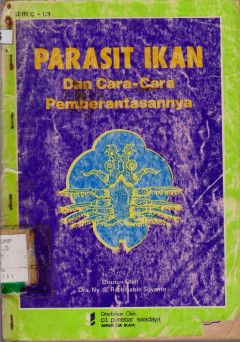 SERI C - 1/3
PARASIT IKAN
Dan Cara-Cara
Pemberantasannya
Disusun Oleh
Dra. Ny. S. Rachmatun Suyanto
Diterbitkan Oleh
p.t. penebar swadaya
ANGGOTA IKAPI